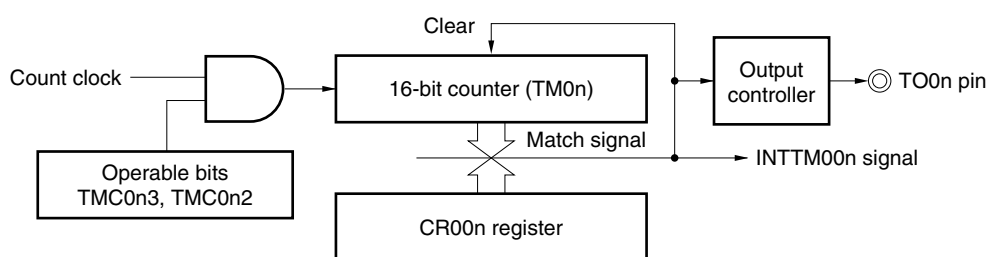 Clear
Count clock
16-bit counter (TM0n)
Output
controller
TO0n pin
Match signal
INTTM00n signal
Operable bits
TMC0n3, TMC0n2
CR00n register